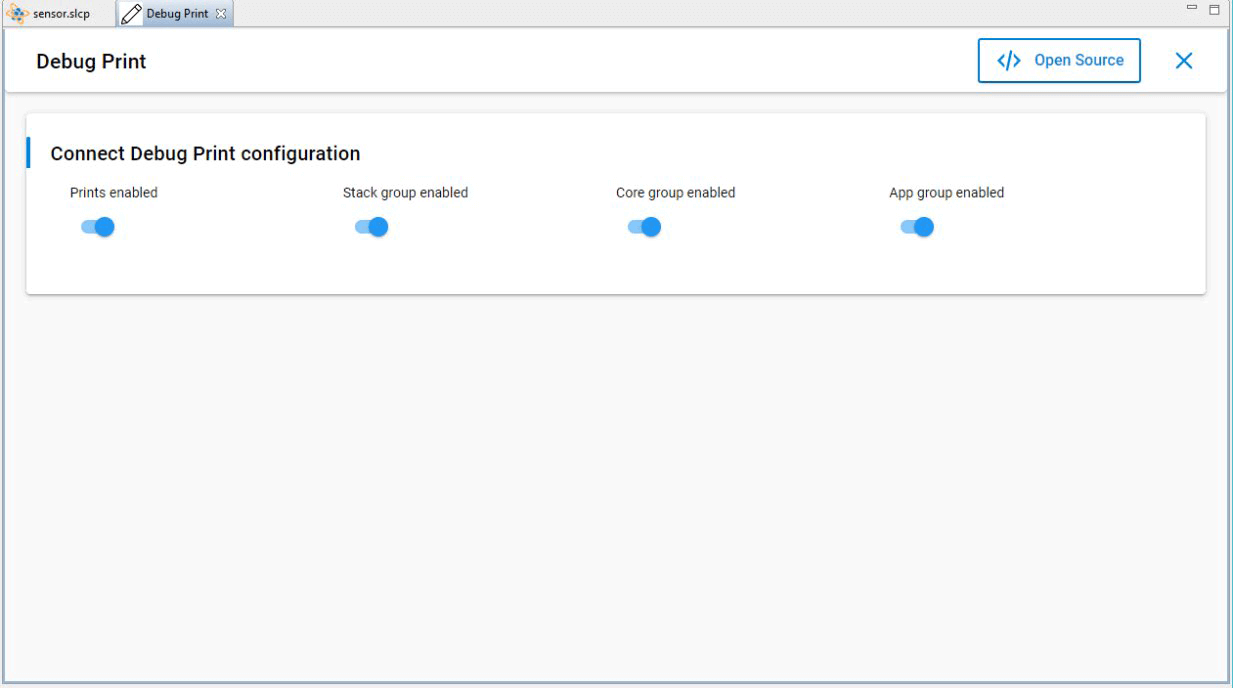 sensor.slcp
Debug Print
Debug Print
</> Open Source
Connect Debug Print configuration
Prints enabled
Stack group enabled
Core group enabled
App group enabled